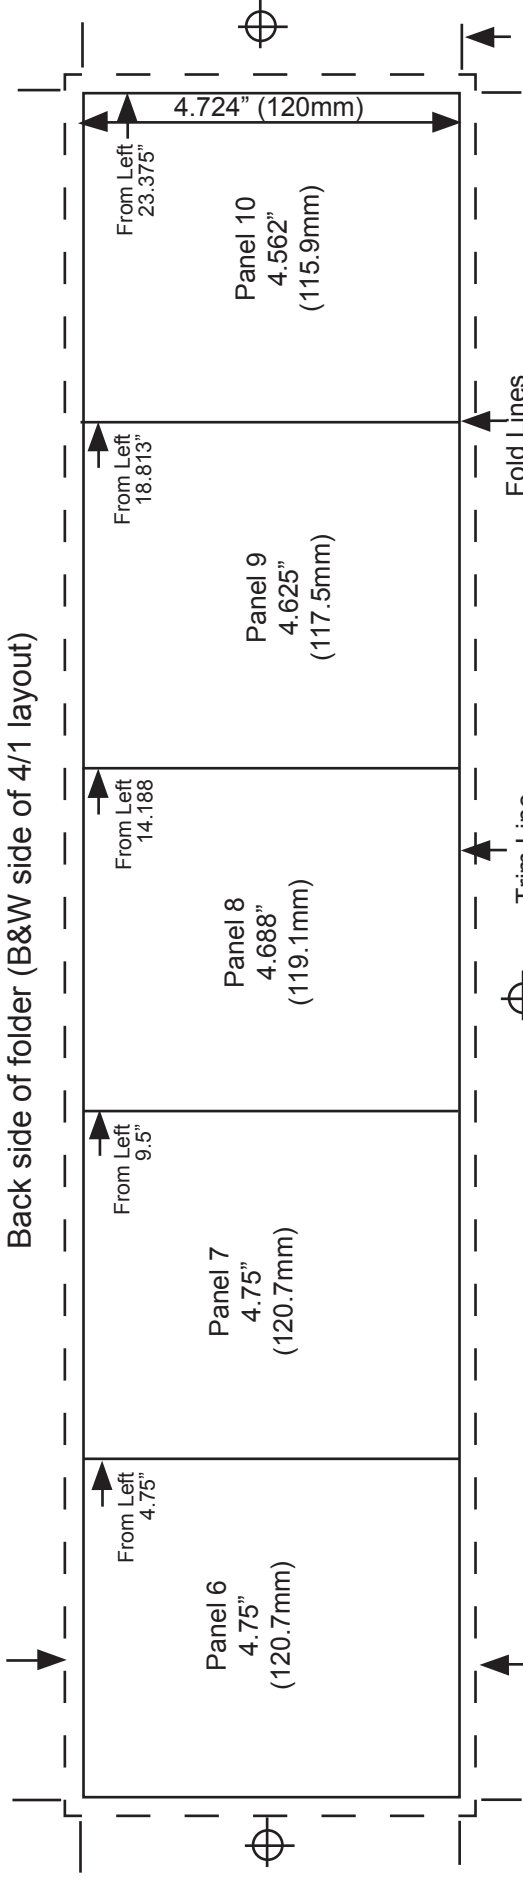 Back side of folder (B&W side of 4/1 layout)
Panel 6
4.75”
(120.7mm)
From Left
4.75”
Panel 7
4.75”
(120.7mm)
From Left
9.5”
Panel 8
4.688”
(119.1mm)
From Left
14.188
Panel 9
4.625”
(117.5mm)
From Left
18.813”
Panel 10
4.562”
(115.9mm)
From Left
23.375”
4.724” (120mm)
Trim Line
Fold Lines